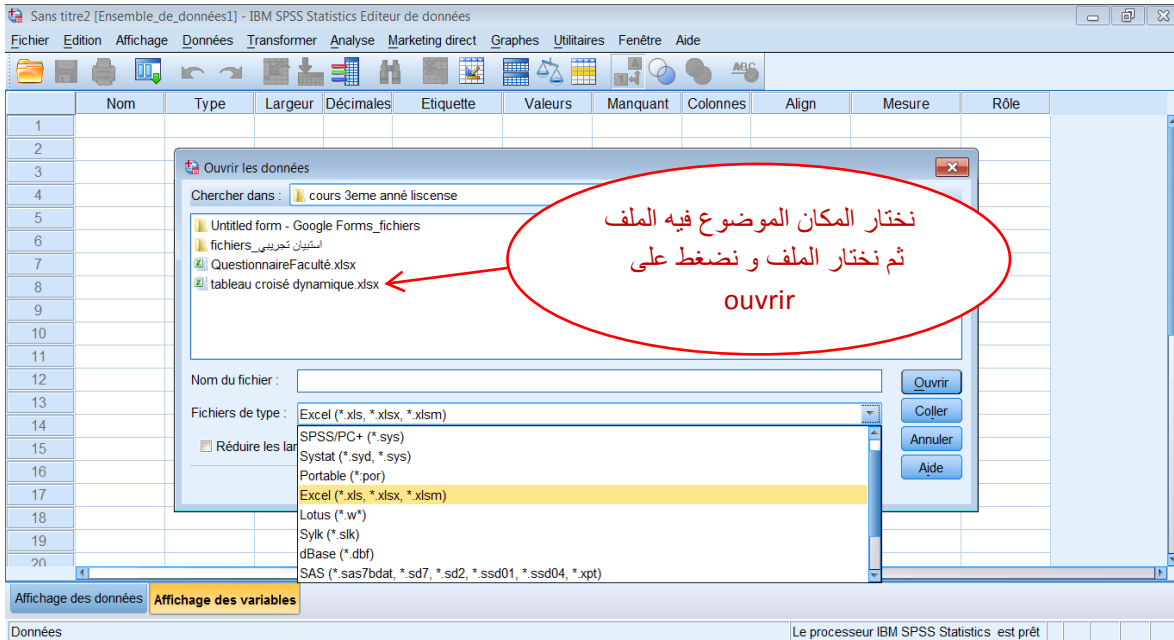 Sans titre2 [Ensemble_de_données1] - IBM SPSS Statistics Editeur de données
Fichier Edition Affichage Données Transformer Analyse Marketing direct Graphes Utilitaires Fenêtre Aide
Nom Type Largeur Décimales Etiquette Valeurs Manquant Colonnes Align Mesure Rôle
1
2
3
4
5
6
7
8
9
10
11
12
13
14
15
16
17
18
19
20
Ouvrir les données
Chercher dans : cours 3eme anné liscense
Untitled form - Google Forms_fichiers
استبيان تجريبي_fichiers
QuestionnaireFaculté.xlsx
tableau croisé dynamique.xlsx
نختار المكان الموضوع فيه الملف
ثم نختار الملف و نضغط على
ouvrir
Nom du fichier :
Ouvrir
Fichiers de type : Excel (*.xls, *.xlsx, *.xlsm)
Coller
Réduire les lar
Annuler
Aide
SPSS/PC+ (*.sys)
Systat (*.syd, *.sys)
Portable (*:por)
Excel (*.xls, *.xlsx, *.xlsm)
Lotus (*.w*)
Sylk (*.slk)
dBase (*.dbf)
SAS (*.sas7bdat, *.sd7, *.sd2, *.ssd01, *.ssd04, *.xpt)
Affichage des données Affichage des variables
Données Le processeur IBM SPSS Statistics est prêt